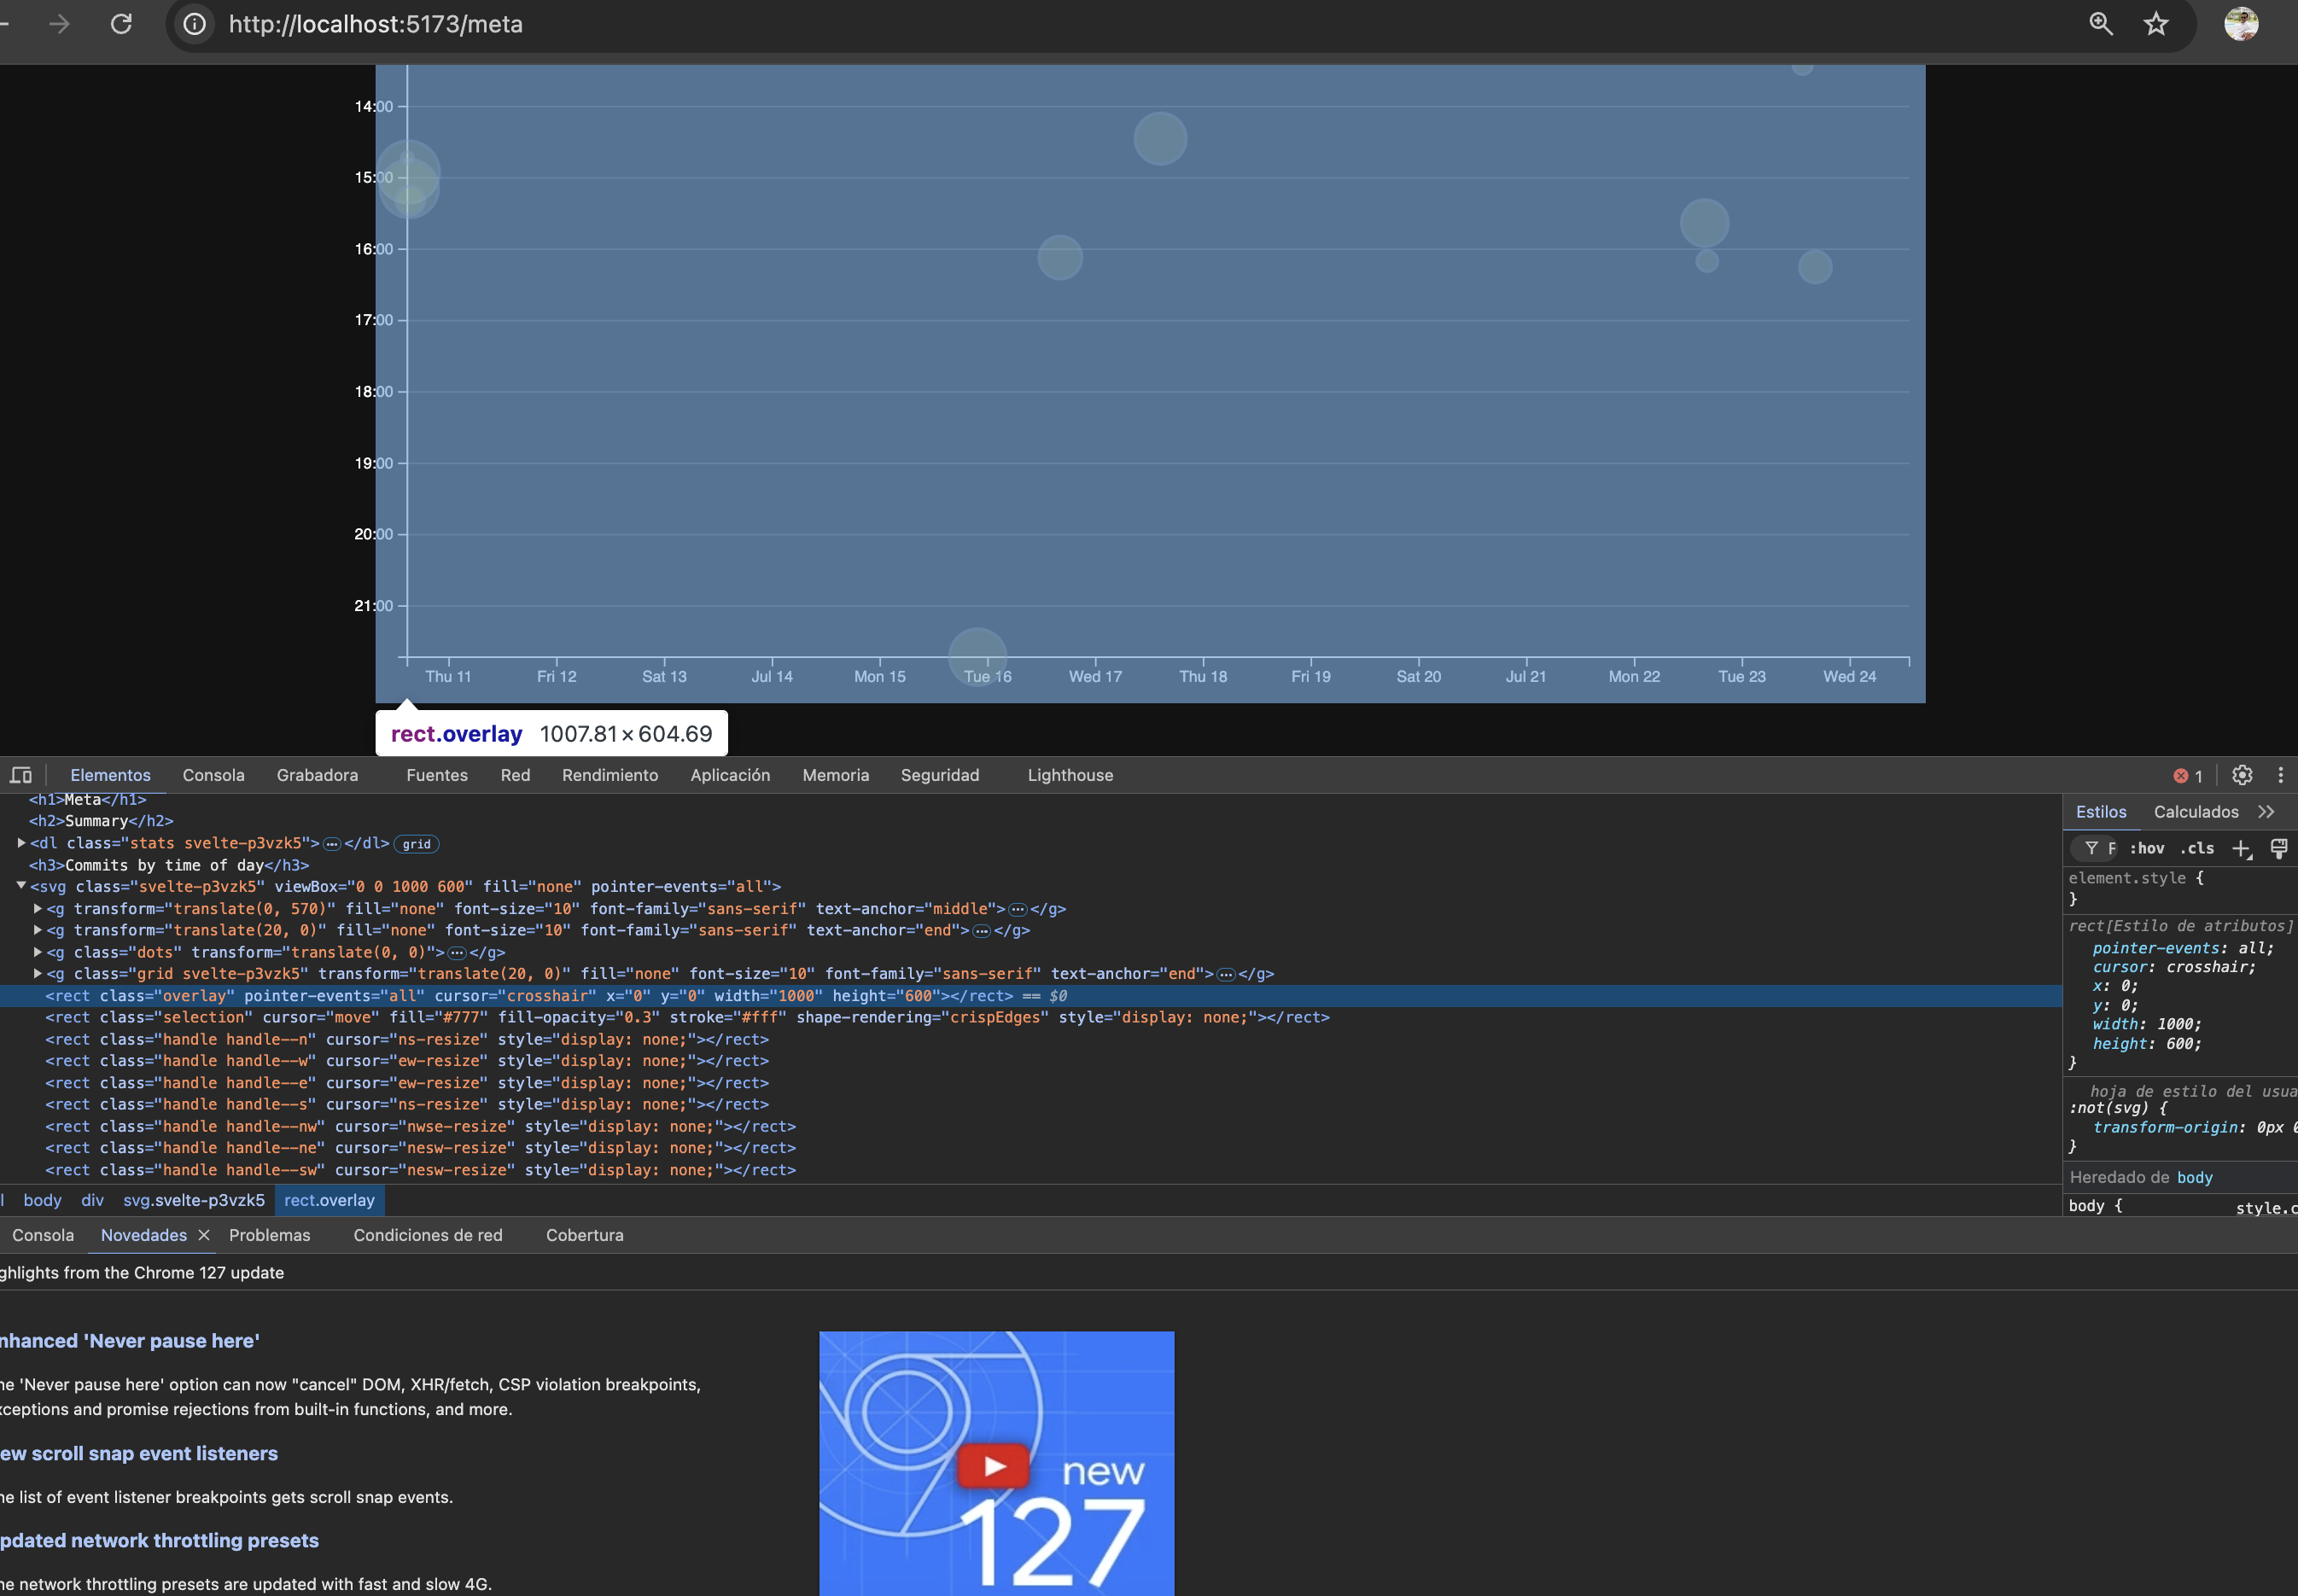 http://localhost:5173/meta
14:00
15:00
16:00
17:00
18:00
19:00
20:00
21:00
Thu 11 Fri 12 Sat 13 Jul 14 Mon 15 Tue 16 Wed 17 Thu 18 Fri 19 Sat 20 Jul 21 Mon 22 Tue 23 Wed 24
rect.overlay 1007.81×604.69
Elementos Consola Grabadora Fuentes Red Rendimiento Aplicación Memoria Seguridad Lighthouse 1
<h1>Meta</h1>
<h2>Summary</h2>
<dl class="stats svelte-p3vzk5">…</dl> grid
<h3>Commits by time of day</h3>
<svg class="svelte-p3vzk5" viewBox="0 0 1000 600" fill="none" pointer-events="all">
<g transform="translate(0, 570)" fill="none" font-size="10" font-family="sans-serif" text-anchor="middle">…</g>
<g transform="translate(20, 0)" fill="none" font-size="10" font-family="sans-serif" text-anchor="end">…</g>
<g class="dots" transform="translate(0, 0)">…</g>
<g class="grid svelte-p3vzk5" transform="translate(20, 0)" fill="none" font-size="10" font-family="sans-serif" text-anchor="end">…</g>
<rect class="overlay" pointer-events="all" cursor="crosshair" x="0" y="0" width="1000" height="600"></rect> == $0
<rect class="selection" cursor="move" fill="#777" fill-opacity="0.3" stroke="#fff" shape-rendering="crispEdges" style="display: none;"></rect>
<rect class="handle handle--n" cursor="ns-resize" style="display: none;"></rect>
<rect class="handle handle--w" cursor="ew-resize" style="display: none;"></rect>
<rect class="handle handle--e" cursor="ew-resize" style="display: none;"></rect>
<rect class="handle handle--s" cursor="ns-resize" style="display: none;"></rect>
<rect class="handle handle--nw" cursor="nwse-resize" style="display: none;"></rect>
<rect class="handle handle--ne" cursor="nesw-resize" style="display: none;"></rect>
<rect class="handle handle--sw" cursor="nesw-resize" style="display: none;"></rect>
l body div svg.svelte-p3vzk5 rect.overlay
Estilos Calculados
F :hov .cls
element.style {
}
rect[Estilo de atributos]
pointer-events: all;
cursor: crosshair;
x: 0;
y: 0;
width: 1000;
height: 600;
}
hoja de estilo del usua
:not(svg) {
transform-origin: 0px 0
}
Heredado de body
body { style.c
Consola Novedades Problemas Condiciones de red Cobertura
ghlights from the Chrome 127 update
nhanced 'Never pause here'
he 'Never pause here' option can now "cancel" DOM, XHR/fetch, CSP violation breakpoints,
xceptions and promise rejections from built-in functions, and more.
ew scroll snap event listeners
he list of event listener breakpoints gets scroll snap events.
pdated network throttling presets
he network throttling presets are updated with fast and slow 4G.
new
127